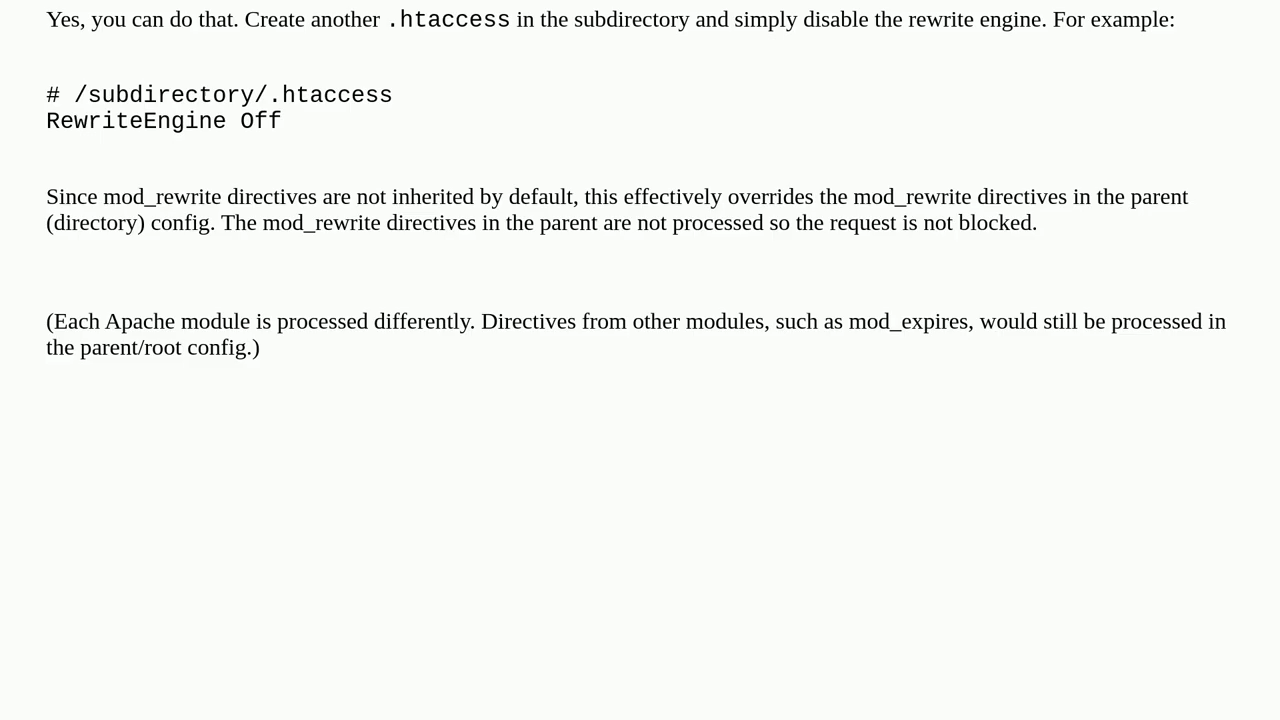 Yes, you can do that. Create another .htaccess in the subdirectory and simply disable the rewrite engine. For example:
# /subdirectory/.htaccess
RewriteEngine Off
Since mod_rewrite directives are not inherited by default, this effectively overrides the mod_rewrite directives in the parent
(directory) config. The mod_rewrite directives in the parent are not processed so the request is not blocked.
(Each Apache module is processed differently. Directives from other modules, such as mod_expires, would still be processed in
the parent/root config.)